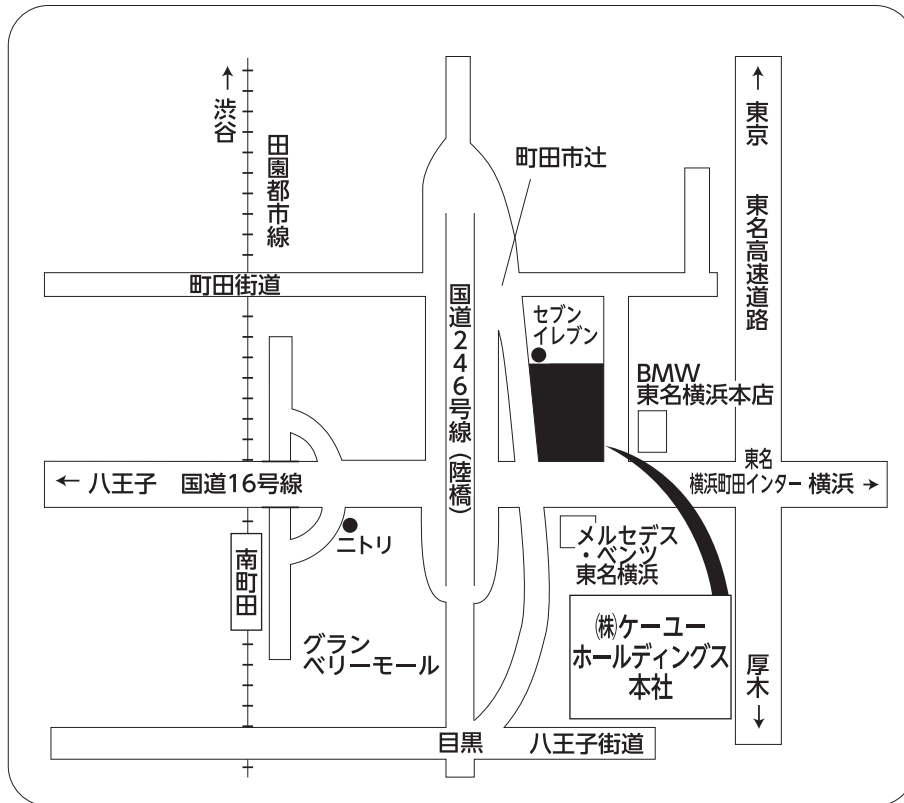 ↑
渋谷
田園都市線
町田市辻
↑
東京
東名高速道路
町田街道
国道246号線(陸橋)
セブン
イレブン
BMW
東名横浜本店
← 八王子 国道16号線
東名
横浜町田インター 横浜 →
ニトリ
メルセデス
・ベンツ
東名横浜
南町田
㈱ケーユー
ホールディングス
本社
グラン
ベリーモール
厚木
↓
目黒 八王子街道